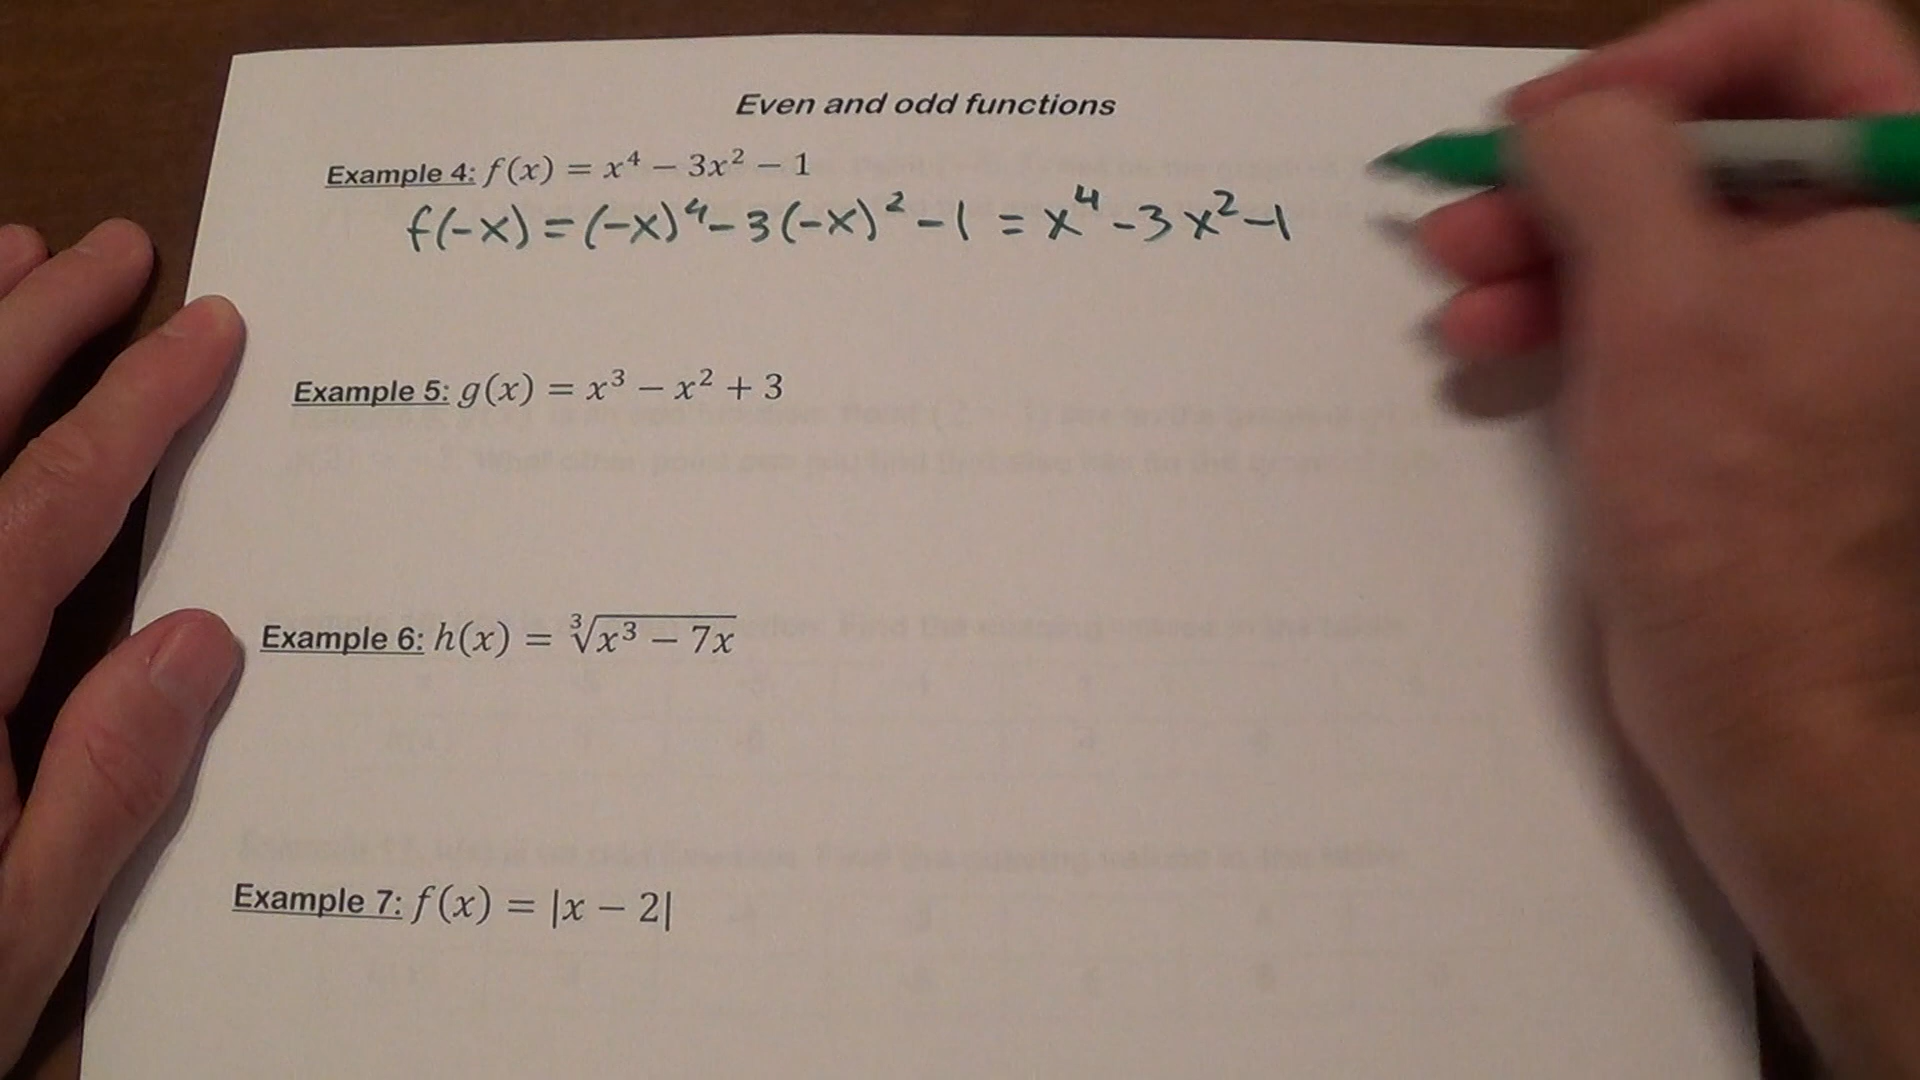 Even and odd functions
Example 4: f(x) = x⁴ − 3x² − 1
f(-x) = (-x)⁴ - 3(-x)² - 1 = x⁴ - 3x² - 1
Example 5: g(x) = x³ − x² + 3
Example 6: h(x) = ∛(x³ − 7x)
Example 7: f(x) = |x − 2|